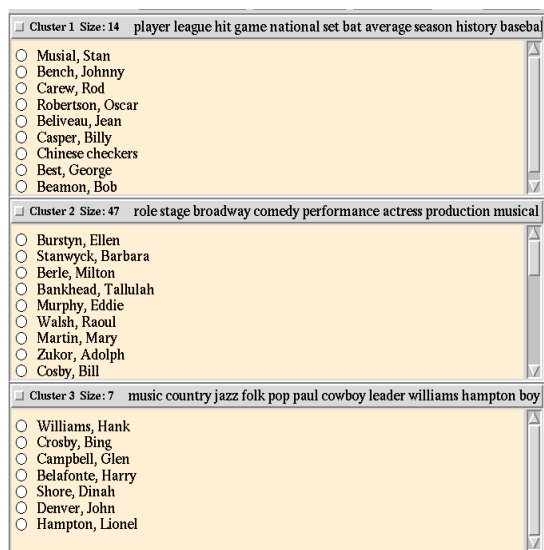 Cluster 1 Size: 14 player league hit game national set bat average season history basebal
Musial, Stan
Bench, Johnny
Carew, Rod
Robertson, Oscar
Beliveau, Jean
Casper, Billy
Chinese checkers
Best, George
Beamon, Bob
Cluster 2 Size: 47 role stage broadway comedy performance actress production musical
Burstyn, Ellen
Stanwyck, Barbara
Berle, Milton
Bankhead, Tallulah
Murphy, Eddie
Walsh, Raoul
Martin, Mary
Zukor, Adolph
Cosby, Bill
Cluster 3 Size: 7 music country jazz folk pop paul cowboy leader williams hampton boy
Williams, Hank
Crosby, Bing
Campbell, Glen
Belafonte, Harry
Shore, Dinah
Denver, John
Hampton, Lionel